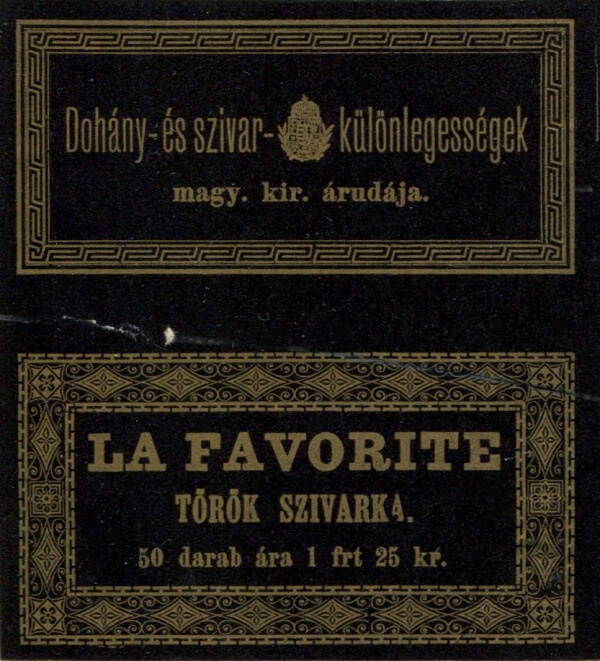 Dohány- és szivar- különlegességek
magy. kir. árudája.
LA FAVORITE
TÖRÖK SZIVARKA.
50 darab ára 1 frt 25 kr.